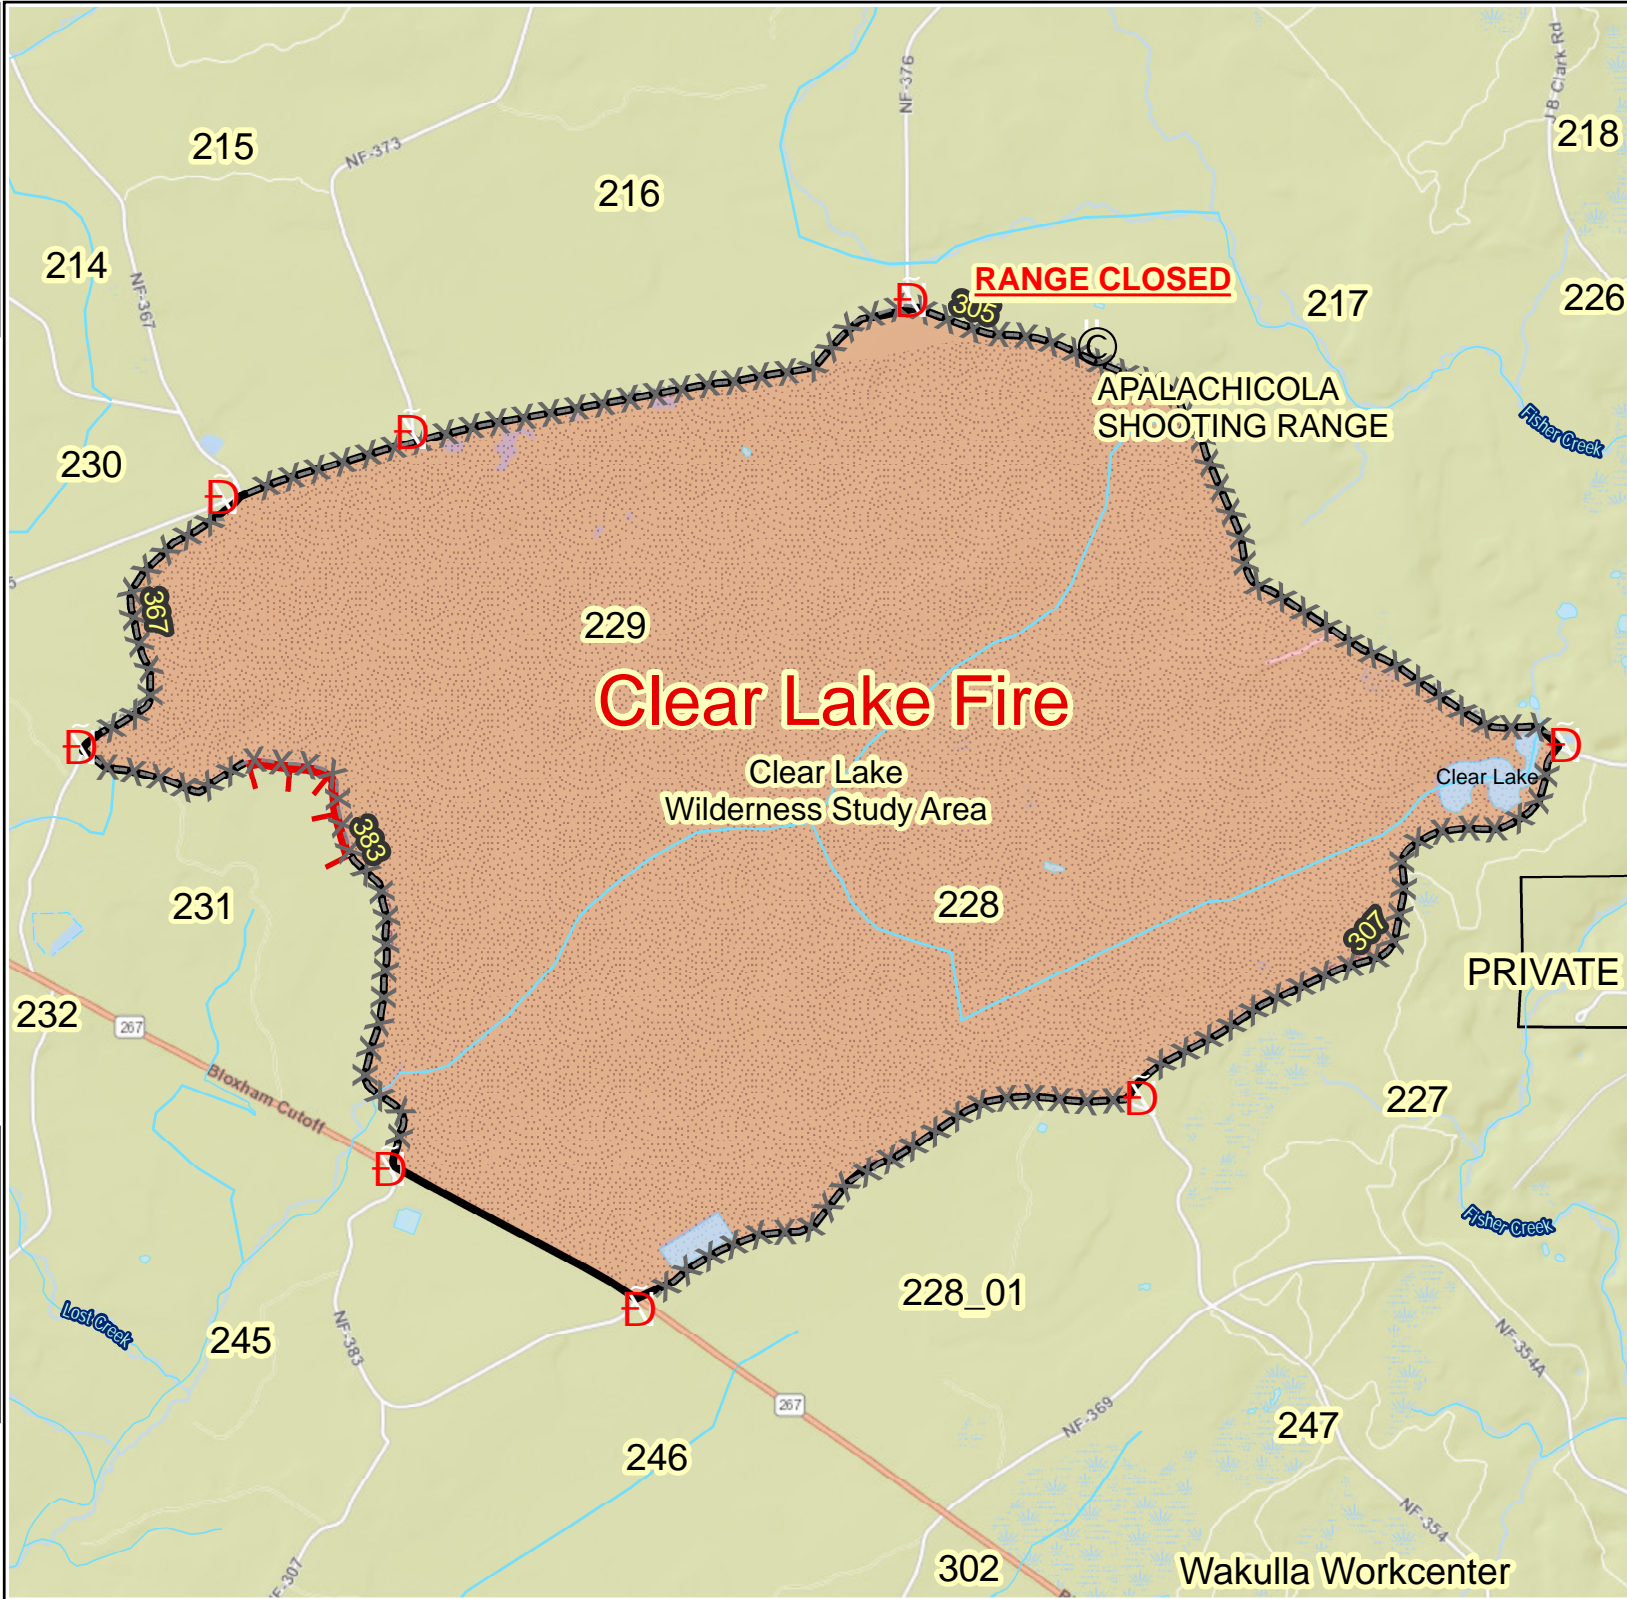 NF-376
J B Clark Rd
218
215
NF-373
216
214
NF-367
RANGE CLOSED
305
217
226
Đ
©
APALACHICOLA
SHOOTING RANGE
Fisher Creek
Đ
230
Đ
367
229
Clear Lake Fire
Đ
Đ
Clear Lake
Wilderness Study Area
Clear Lake
383
231
228
307
PRIVATE
232
267
Bloxham Cutoff
227
Đ
Đ
Fisher Creek
228_01
Đ
Lost Creek
245
NF-383
NF-354A
267
NF-369
247
246
NF-354
302
Wakulla Workcenter